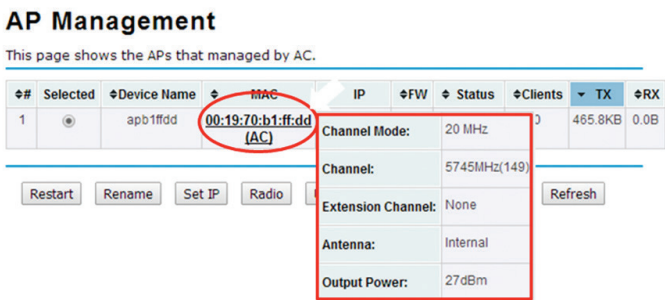 AP Management
This page shows the APs that managed by AC.
# Selected Device Name MAC IP FW Status Clients TX RX
1 apb1ffdd 00:19:70:b1:ff:dd 465.8KB 0.0B
(AC)
Channel Mode: 20 MHz
Channel: 5745MHz(149)
Extension Channel: None
Antenna: Internal
Output Power: 27dBm
Restart Rename Set IP Radio Refresh